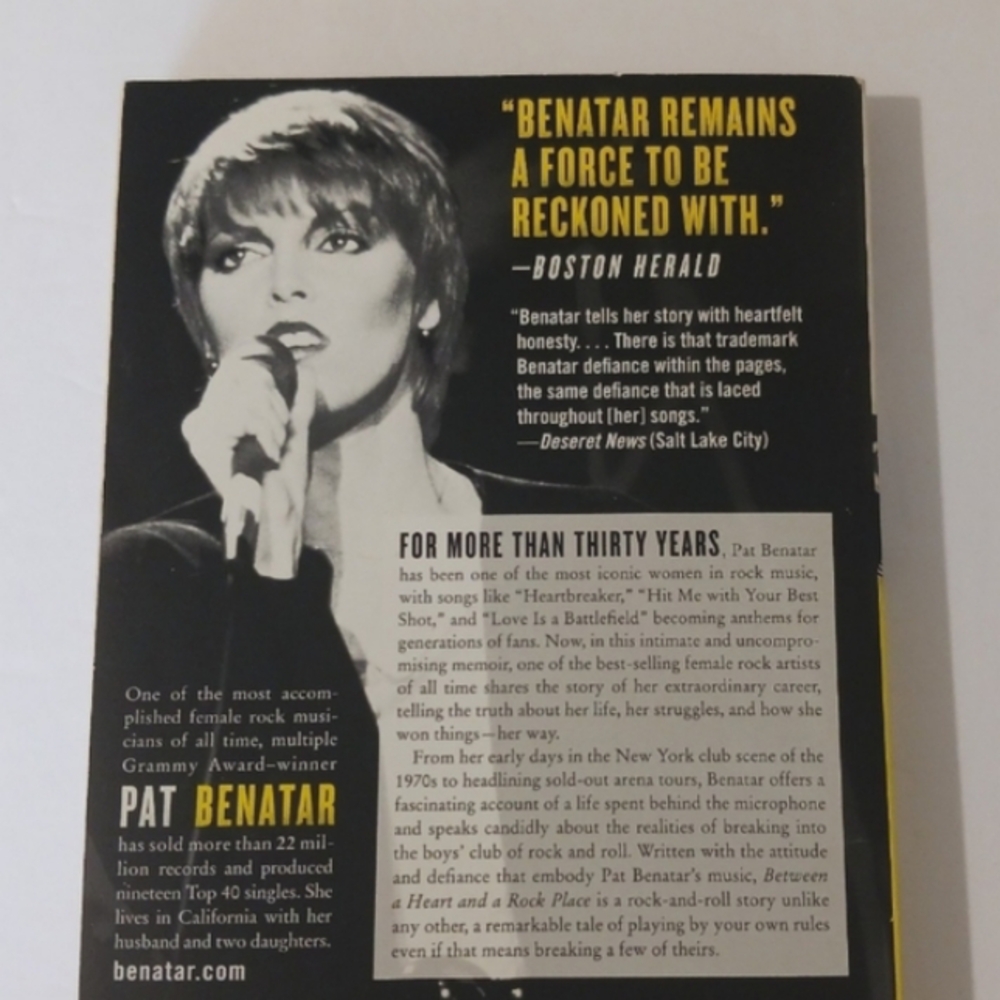 “BENATAR REMAINS
A FORCE TO BE
RECKONED WITH.”
—BOSTON HERALD
“Benatar tells her story with heartfelt
honesty. . . . There is that trademark
Benatar defiance within the pages,
the same defiance that is laced
throughout [her] songs.”
—Deseret News (Salt Lake City)
FOR MORE THAN THIRTY YEARS, Pat Benatar
has been one of the most iconic women in rock music,
with songs like “Heartbreaker,” “Hit Me with Your Best
Shot,” and “Love Is a Battlefield” becoming anthems for
generations of fans. Now, in this intimate and uncompro-
mising memoir, one of the best-selling female rock artists
of all time shares the story of her extraordinary career,
telling the truth about her life, her struggles, and how she
won things—her way.
From her early days in the New York club scene of the
1970s to headlining sold-out arena tours, Benatar offers a
fascinating account of a life spent behind the microphone
and speaks candidly about the realities of breaking into
the boys’ club of rock and roll. Written with the attitude
and defiance that embody Pat Benatar’s music, Between
a Heart and a Rock Place is a rock-and-roll story unlike
any other, a remarkable tale of playing by your own rules
even if that means breaking a few of theirs.
One of the most accom-
plished female rock musi-
cians of all time, multiple
Grammy Award–winner
PAT BENATAR
has sold more than 22 mil-
lion records and produced
nineteen Top 40 singles. She
lives in California with her
husband and two daughters.
benatar.com